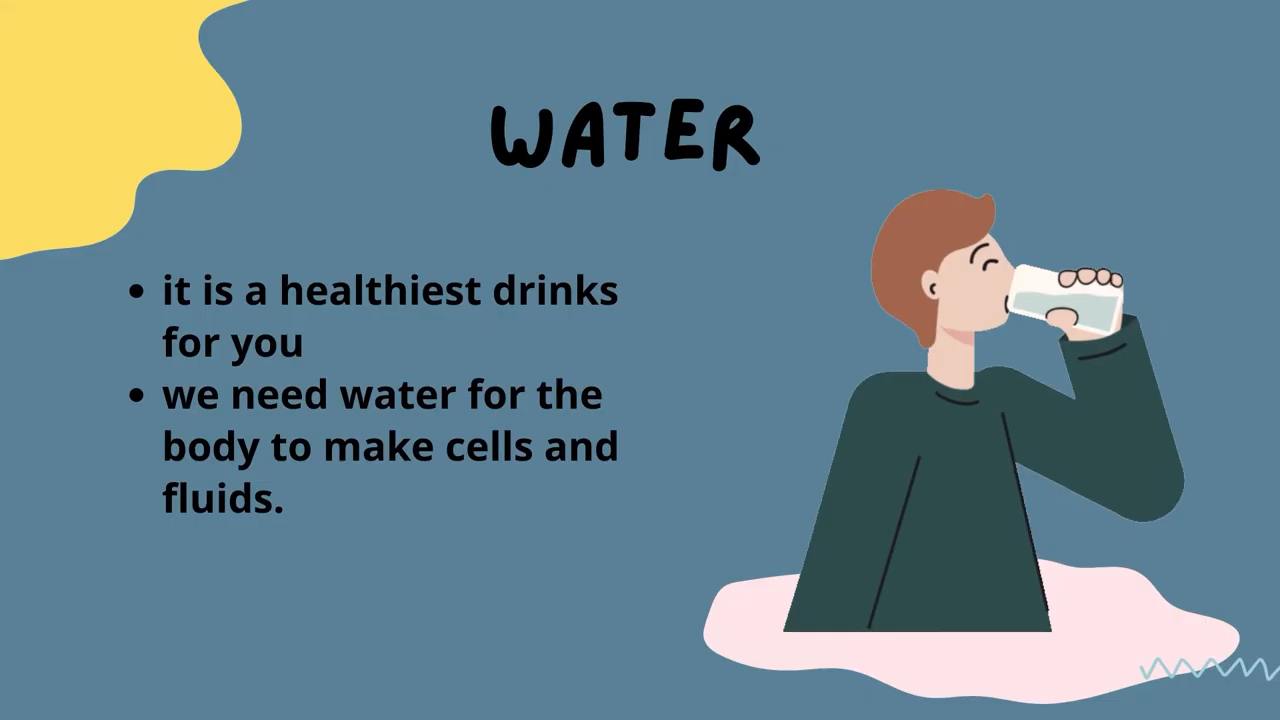 WATER
• it is a healthiest drinks
for you
• we need water for the
body to make cells and
fluids.